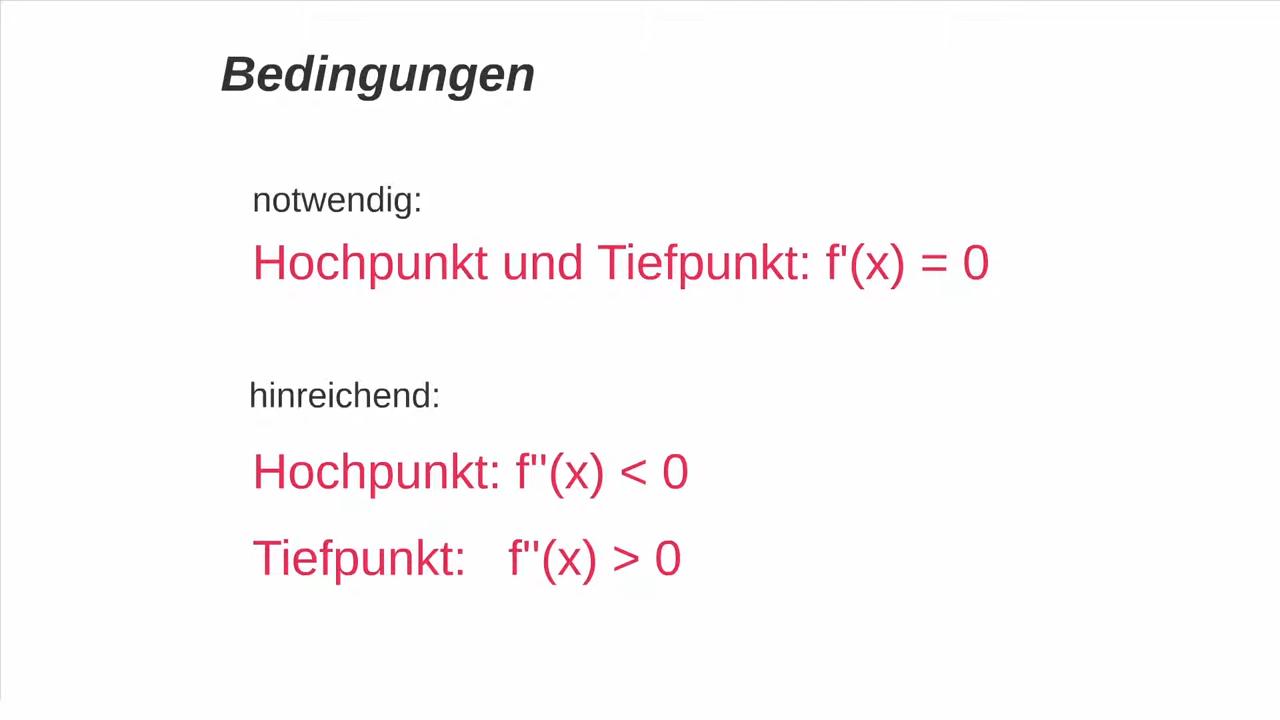 Bedingungen
notwendig:
Hochpunkt und Tiefpunkt: f'(x) = 0
hinreichend:
Hochpunkt: f''(x) < 0
Tiefpunkt: f''(x) > 0